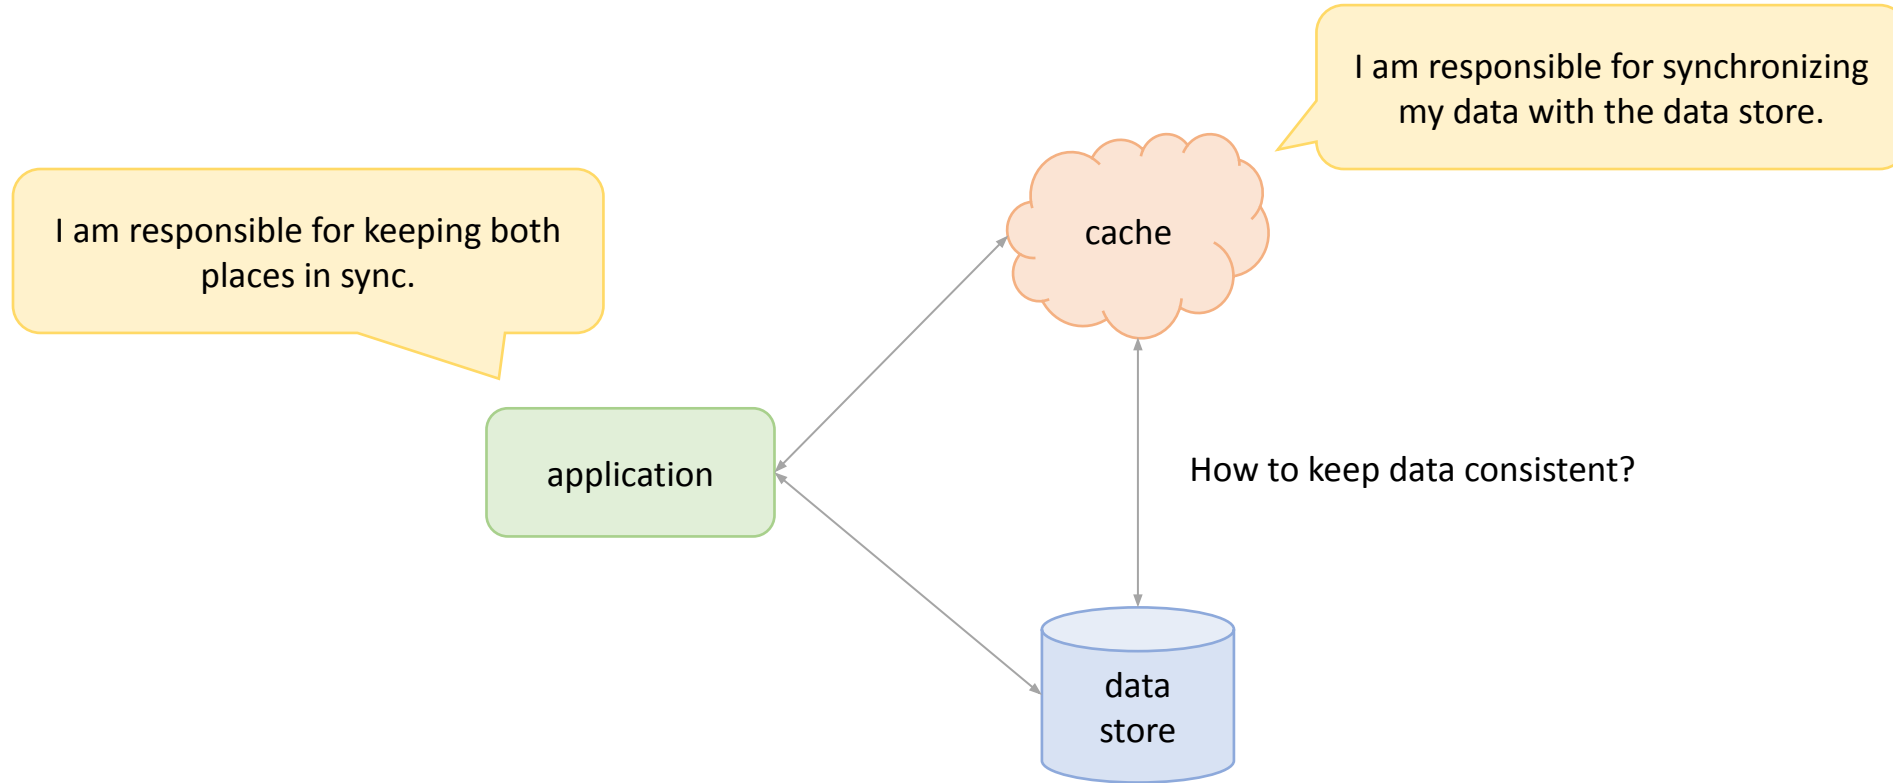 I am responsible for synchronizing
my data with the data store.
I am responsible for keeping both
places in sync.
cache
application
How to keep data consistent?
data
store